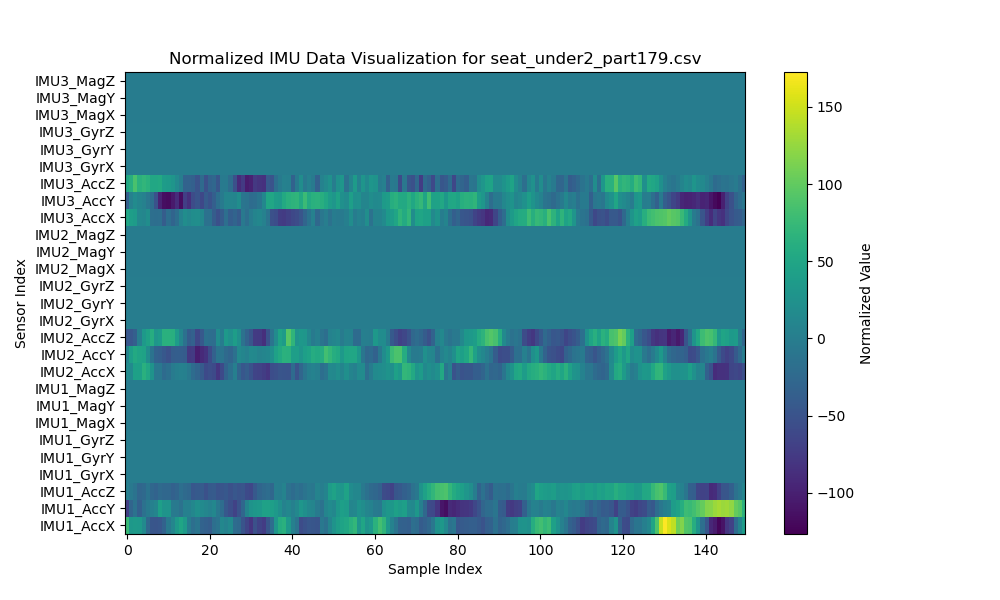 Normalized IMU Data Visualization for seat_under2_part179.csv
IMU3_MagZ
IMU3_MagY
IMU3_MagX
IMU3_GyrZ
IMU3_GyrY
IMU3_GyrX
IMU3_AccZ
IMU3_AccY
IMU3_AccX
IMU2_MagZ
IMU2_MagY
IMU2_MagX
IMU2_GyrZ
IMU2_GyrY
IMU2_GyrX
IMU2_AccZ
IMU2_AccY
IMU2_AccX
IMU1_MagZ
IMU1_MagY
IMU1_MagX
IMU1_GyrZ
IMU1_GyrY
IMU1_GyrX
IMU1_AccZ
IMU1_AccY
IMU1_AccX
Sensor Index
0 20 40 60 80 100 120 140
Sample Index
150
100
50
0
−50
−100
Normalized Value